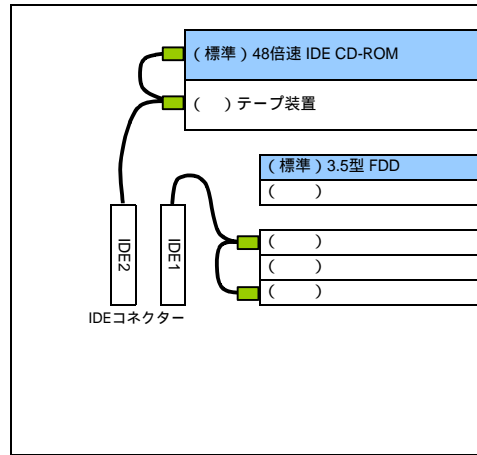 (標準)48倍速 IDE CD-ROM
(　)テープ装置
(標準)3.5型 FDD
(　　)
(　　)
(　　)
(　　)
IDE2
IDE1
IDEコネクター